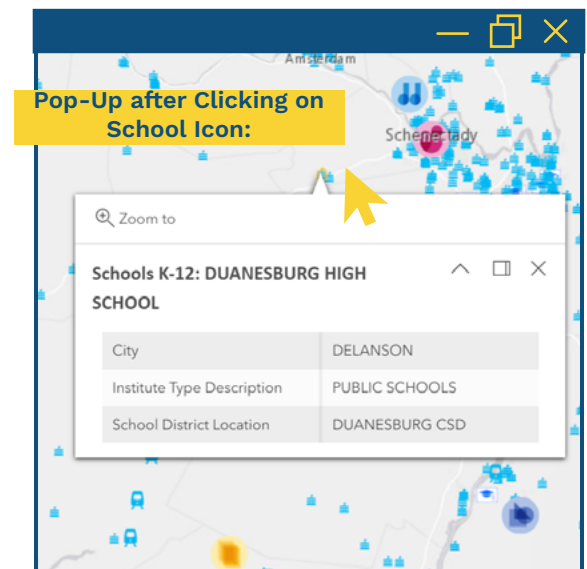 Amsterdam
Pop-Up after Clicking on
School Icon:
Schenectady
Zoom to
Schools K-12: DUANESBURG HIGH
SCHOOL
City DELANSON
Institute Type Description PUBLIC SCHOOLS
School District Location DUANESBURG CSD